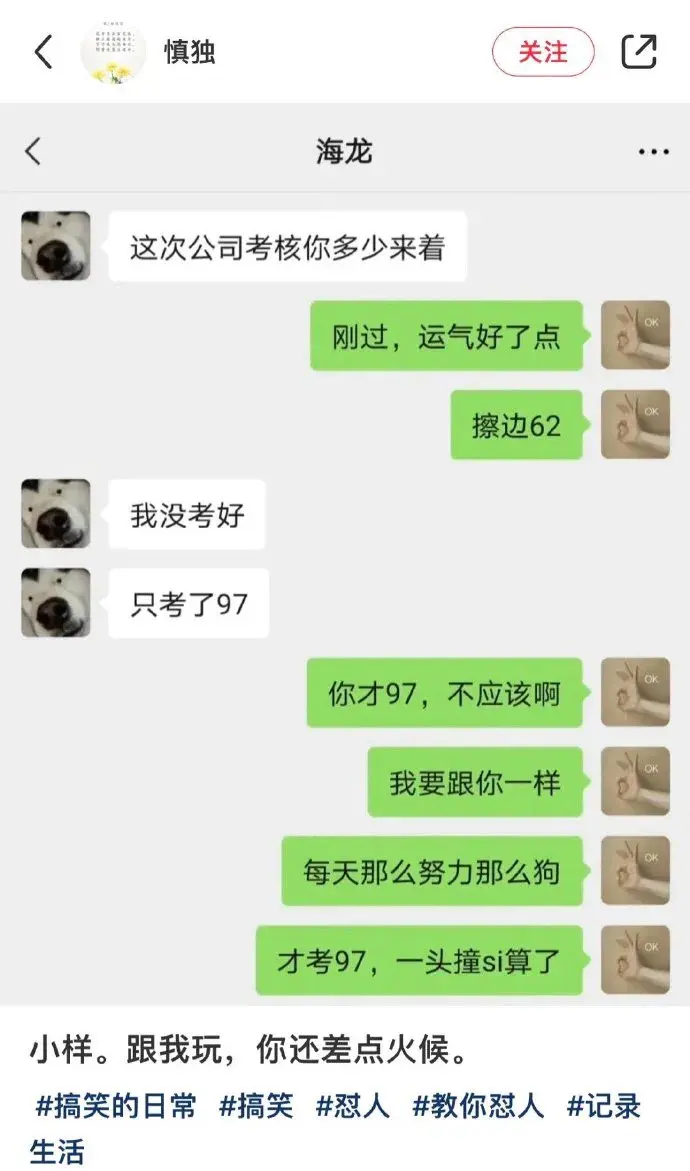 慎独
关注
海龙
这次公司考核你多少来着
刚过，运气好了点
OK
擦边62
OK
我没考好
只考了97
你才97，不应该啊
OK
我要跟你一样
OK
每天那么努力那么狗
OK
才考97，一头撞si算了
OK
小样。跟我玩，你还差点火候。
#搞笑的日常 #搞笑 #怼人 #教你怼人 #记录
生活